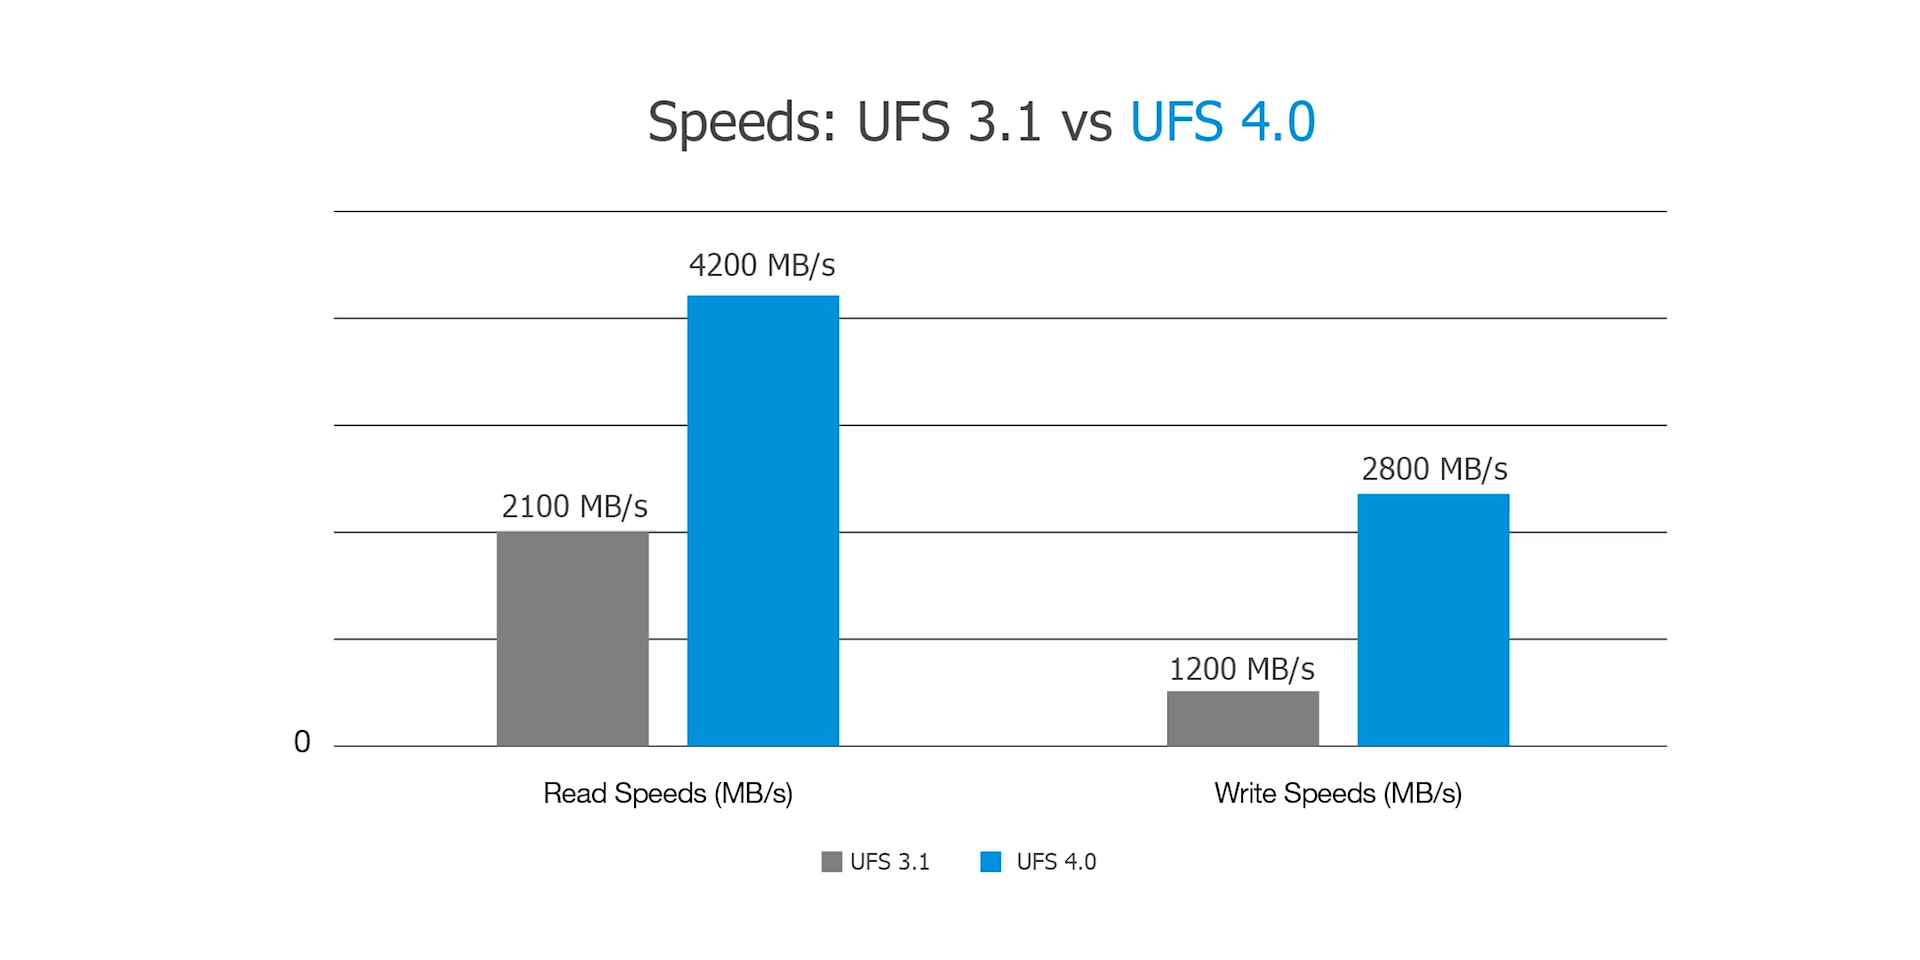 Speeds: UFS 3.1 vs UFS 4.0
4200 MB/s
2100 MB/s
2800 MB/s
1200 MB/s
0
Read Speeds (MB/s)
Write Speeds (MB/s)
UFS 3.1
UFS 4.0